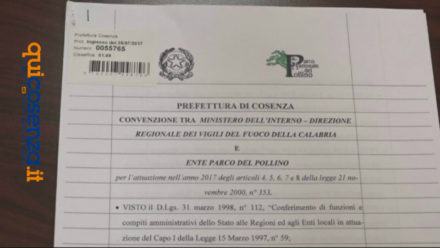 Prefettura Cosenza
Prot. Ingresso del 25/07/2017
Numero 0055765
Classifica
Parco
Nazionale
del
Pollino
PREFETTURA DI COSENZA
CONVENZIONE TRA MINISTERO DELL'INTERNO – DIREZIONE
REGIONALE DEI VIGILI DEL FUOCO DELLA CALABRIA
E
ENTE PARCO DEL POLLINO
per l'attuazione nell'anno 2017 degli articoli 4, 5, 6, 7 e 8 della legge 21 no-
vembre 2000, n° 353.
• VISTO il D.Lgs. 31 marzo 1998, n° 112, "Conferimento di funzioni e
compiti amministrativi dello Stato alle Regioni ed agli Enti locali in attua-
zione del Capo I della Legge 15 Marzo 1997, n° 59;
quicosenza.it